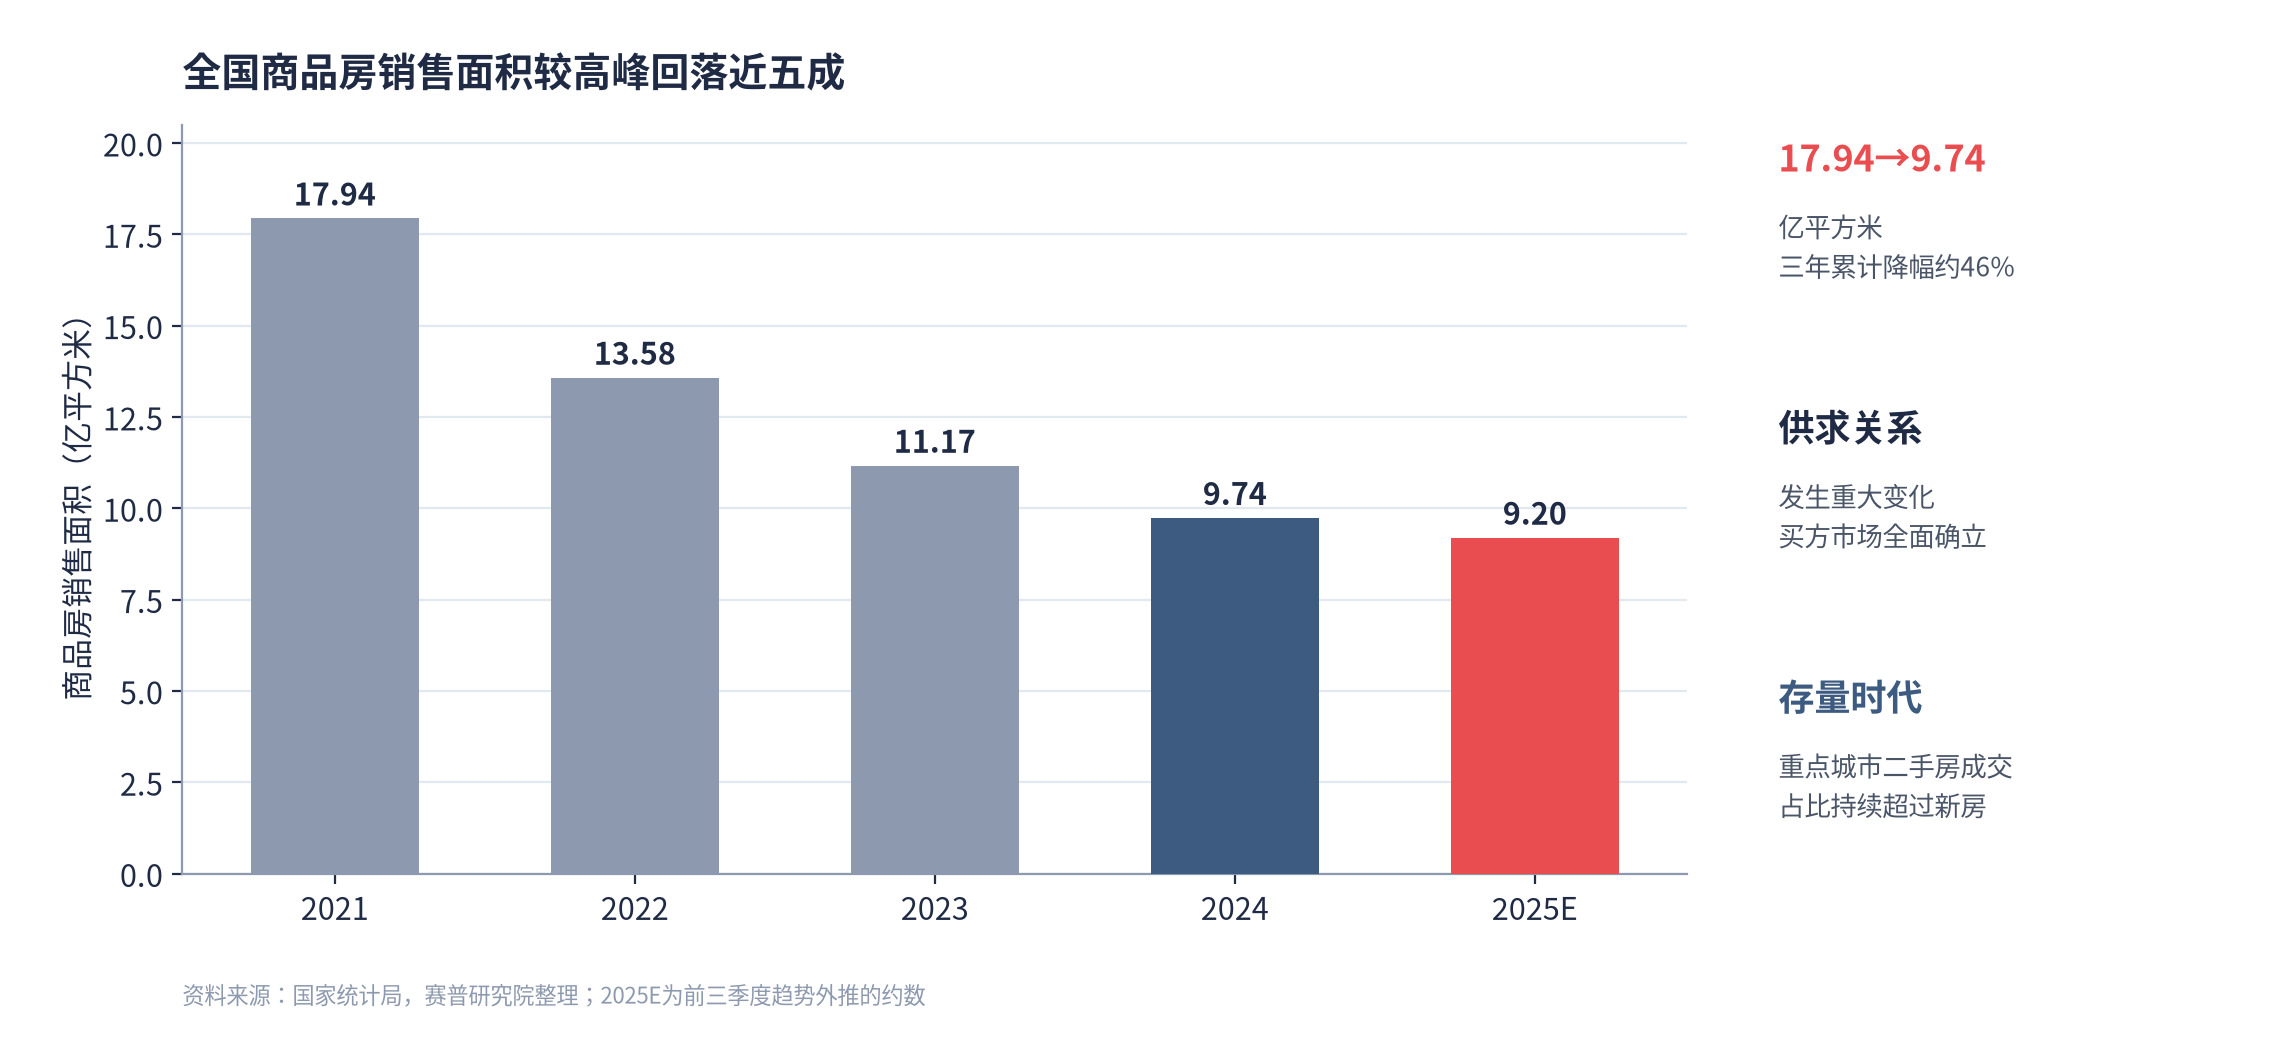 全国商品房销售面积较高峰回落近五成
商品房销售面积（亿平方米）
20.0
17.5
15.0
12.5
10.0
7.5
5.0
2.5
0.0
17.94
13.58
11.17
9.74
9.20
2021
2022
2023
2024
2025E
17.94→9.74
亿平方米
三年累计降幅约46%
供求关系
发生重大变化
买方市场全面确立
存量时代
重点城市二手房成交
占比持续超过新房
资料来源：国家统计局，赛普研究院整理；2025E为前三季度趋势外推的约数